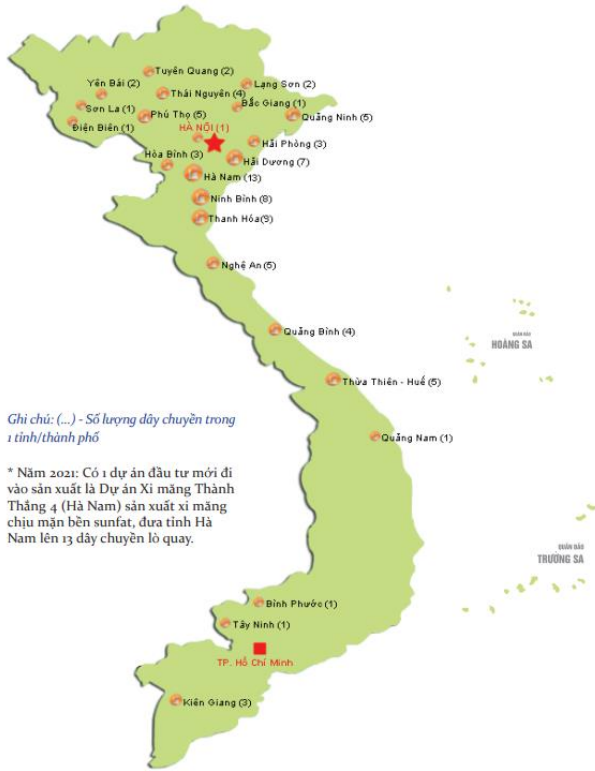 Tuyên Quang (2)
Yên Bái (2)
Lạng Sơn (2)
Thái Nguyên (4)
Sơn La (1)
Bắc Giang (1)
Phú Thọ (5)
Quảng Ninh (5)
Điện Biên (1)
HÀ NỘI (1)
Hải Phòng (3)
Hòa Bình (3)
Hải Dương (7)
Hà Nam (13)
Ninh Bình (8)
Thanh Hóa(9)
Nghệ An (5)
Quảng Bình (4)
QUẦN ĐẢO
HOÀNG SA
Thừa Thiên - Huế (5)
Ghi chú: (...) - Số lượng dây chuyền trong
1 tỉnh/thành phố
Quảng Nam (1)
* Năm 2021: Có 1 dự án đầu tư mới đi
vào sản xuất là Dự án Xi măng Thành
Thắng 4 (Hà Nam) sản xuất xi măng
chịu mặn bền sunfat, đưa tỉnh Hà
Nam lên 13 dây chuyền lò quay.
QUẦN ĐẢO
TRƯỜNG SA
Bình Phước (1)
Tây Ninh (1)
TP. Hồ Chí Minh
Kiên Giang (3)